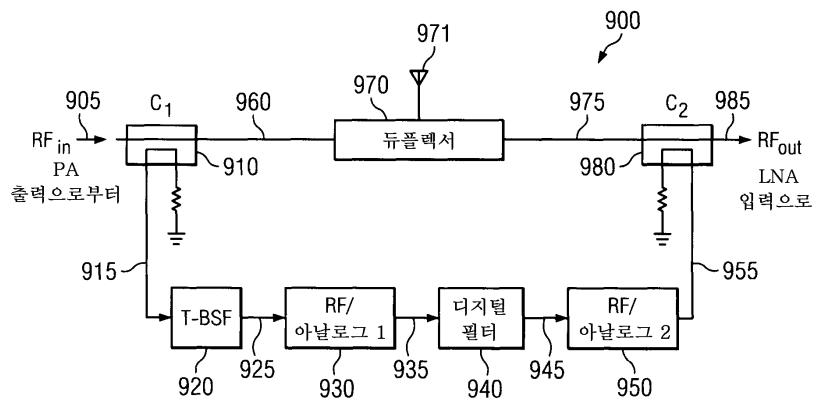 971
900
970
905
C1
960
975
C2
985
RFin
듀플렉서
RFout
PA
910
980
LNA
출력으로부터
입력으로
915
955
T-BSF
RF/
아날로그 1
디지털
필터
RF/
아날로그 2
920
925
930
935
940
945
950